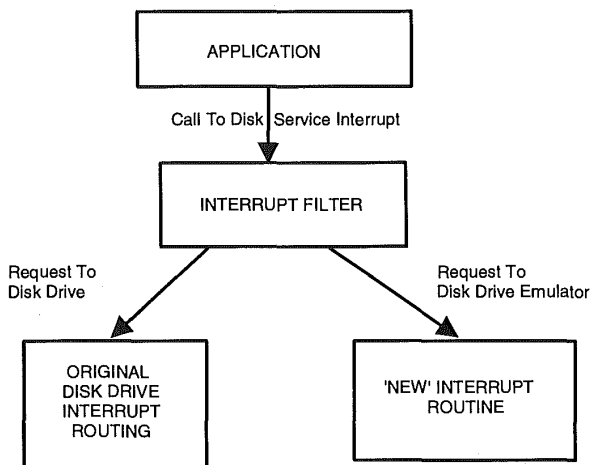 APPLICATION
Call To Disk Service Interrupt
INTERRUPT FILTER
Request To
Disk Drive
Request To
Disk Drive Emulator
ORIGINAL
DISK DRIVE
INTERRUPT
ROUTING
'NEW' INTERRUPT
ROUTINE